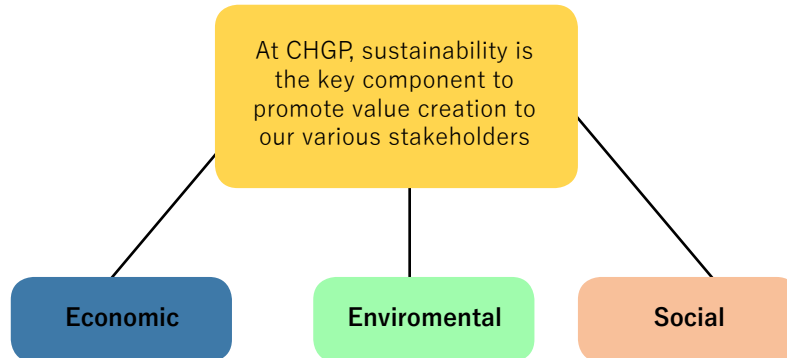 At CHGP, sustainability is
the key component to
promote value creation to
our various stakeholders
Economic
Enviromental
Social